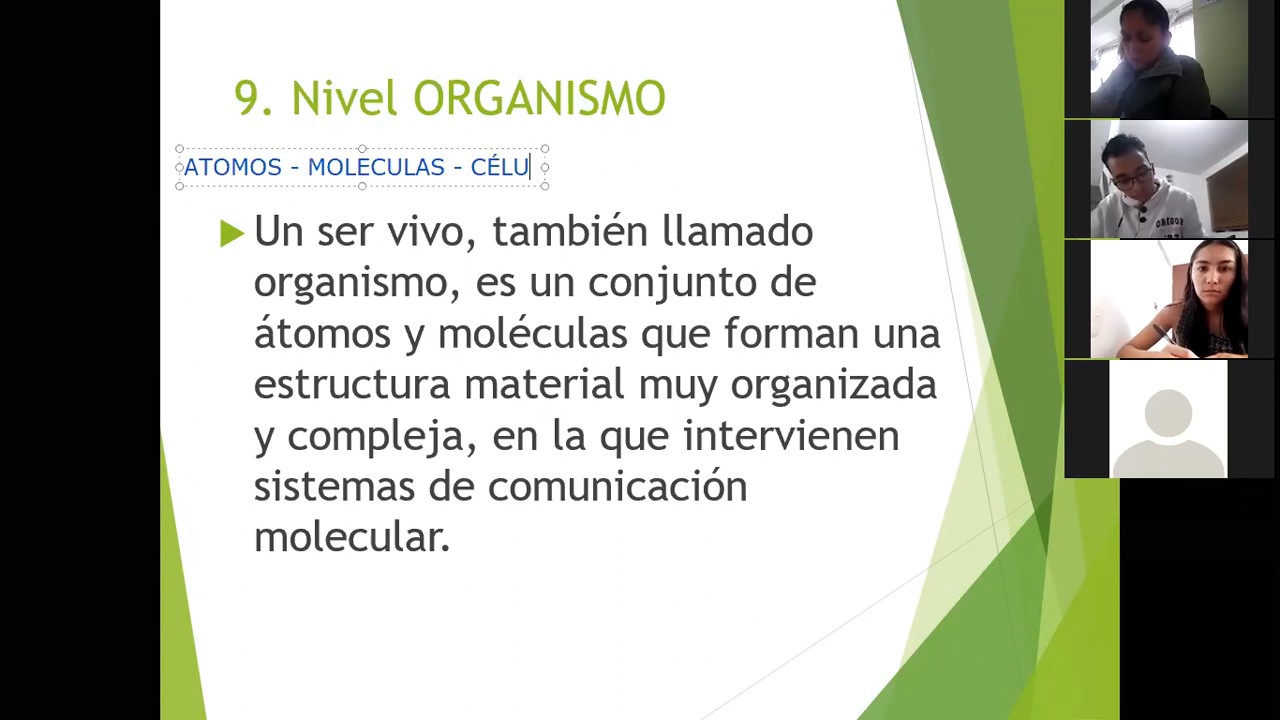 9. Nivel ORGANISMO
ATOMOS - MOLECULAS - CÉLU
Un ser vivo, también llamado
organismo, es un conjunto de
átomos y moléculas que forman una
estructura material muy organizada
y compleja, en la que intervienen
sistemas de comunicación
molecular.
OREGON